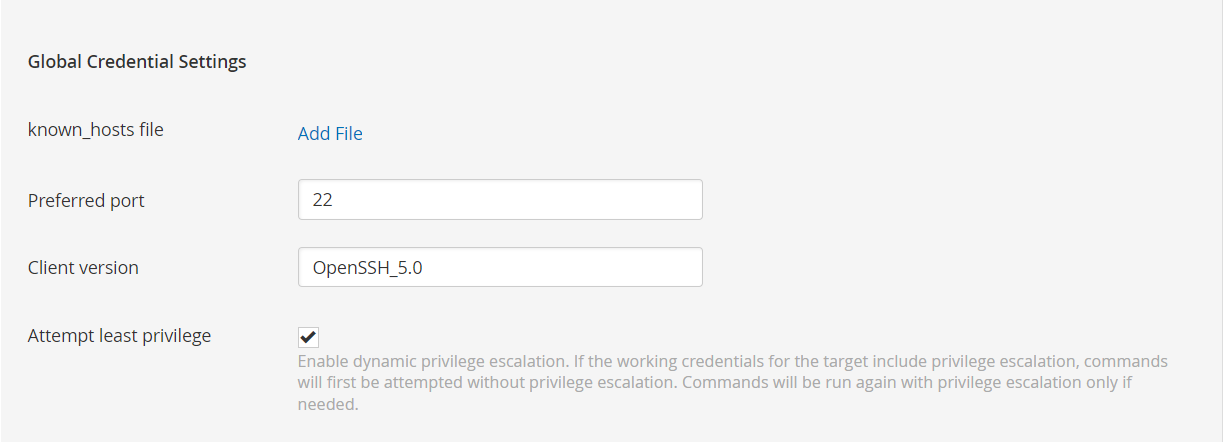 Global Credential Settings
known_hosts file
Add File
Preferred port
22
Client version
OpenSSH_5.0
Attempt least privilege
Enable dynamic privilege escalation. If the working credentials for the target include privilege escalation, commands
will first be attempted without privilege escalation. Commands will be run again with privilege escalation only if
needed.